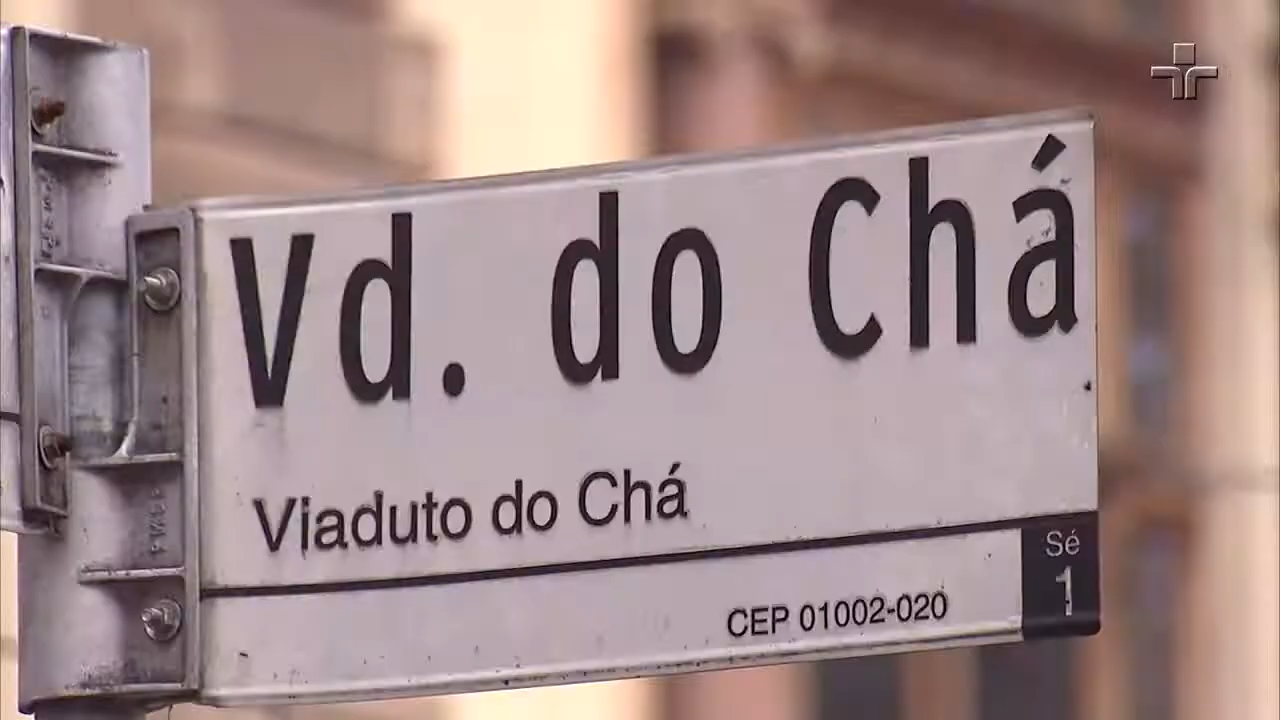 Vd. do Chá
Viaduto do Chá
Sé
1
CEP 01002-020